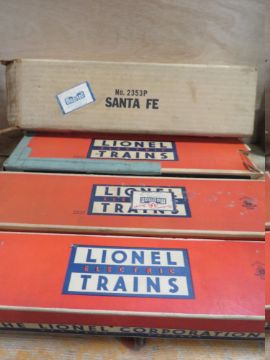 No. 2353P
SANTA FE
LIONEL
TRAINS
LIONEL
TRAINS
LIONEL
ELECTRIC
TRAINS
THE LIONEL CORPORATION